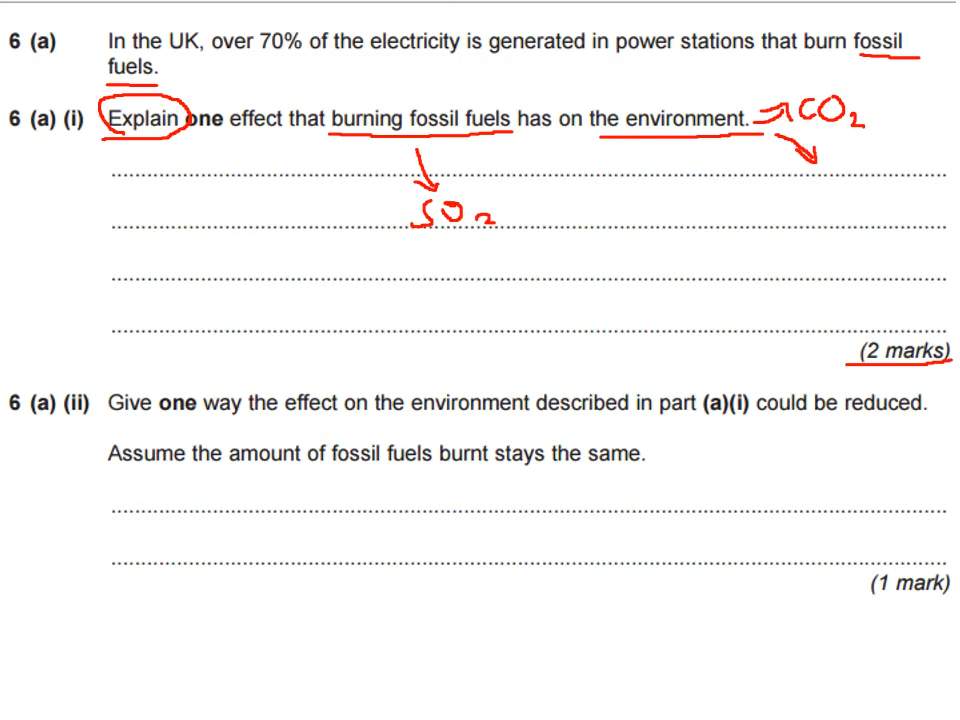 6 (a) In the UK, over 70% of the electricity is generated in power stations that burn fossil
fuels.
6 (a) (i) Explain one effect that burning fossil fuels has on the environment. CO2
SO2
(2 marks)
6 (a) (ii) Give one way the effect on the environment described in part (a)(i) could be reduced.
Assume the amount of fossil fuels burnt stays the same.
(1 mark)